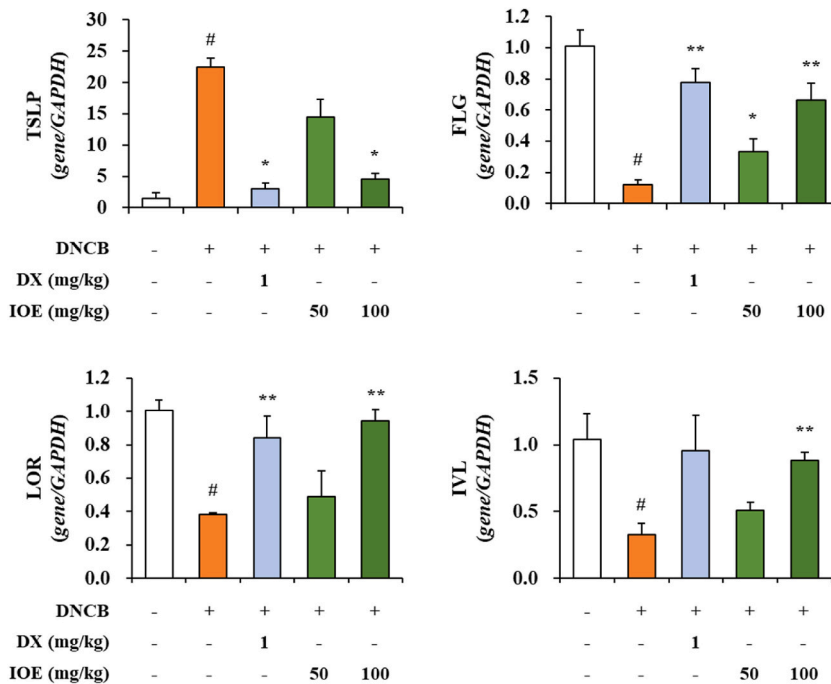 TSLP
(gene/GAPDH)
30
25
20
15
10
5
0
#
*
*
DNCB - + + + +
DX (mg/kg) - - 1 - -
IOE (mg/kg) - - - 50 100
FLG
(gene/GAPDH)
1.2
1.0
0.8
0.6
0.4
0.2
0.0
#
**
*
**
- + + + +
- - 1 - -
- - - 50 100
LOR
(gene/GAPDH)
1.2
1.0
0.8
0.6
0.4
0.2
0.0
#
**
**
DNCB - + + + +
DX (mg/kg) - - 1 - -
IOE (mg/kg) - - - 50 100
IVL
(gene/GAPDH)
1.5
1.0
0.5
0.0
#
**
- + + + +
- - 1 - -
- - - 50 100